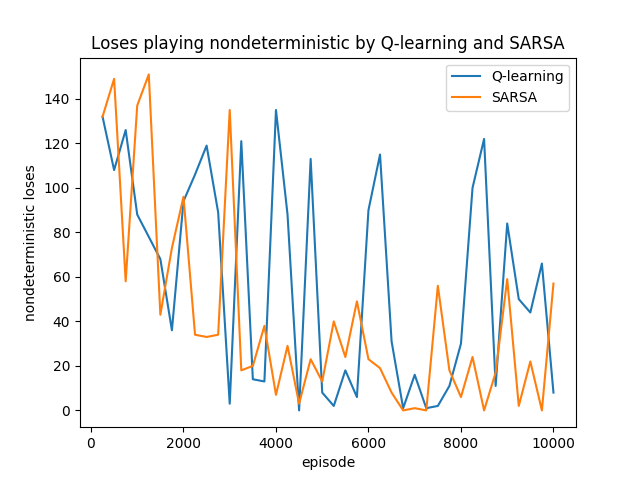 Loses playing nondeterministic by Q-learning and SARSA
Q-learning
SARSA
140
120
100
80
60
40
20
0
nondeterministic loses
0 2000 4000 6000 8000 10000
episode